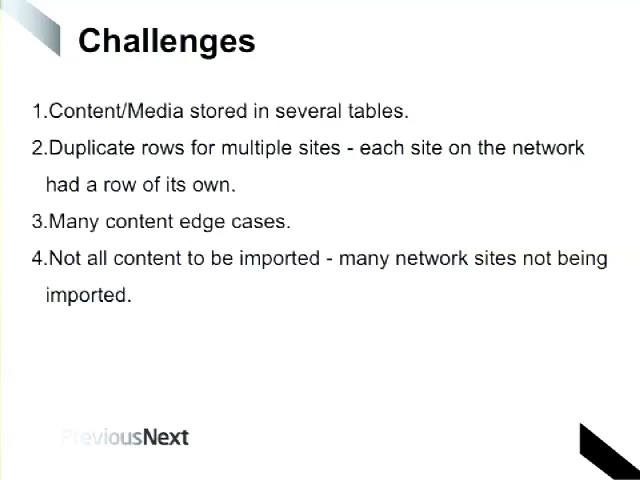 Challenges
1.Content/Media stored in several tables.
2.Duplicate rows for multiple sites - each site on the network
had a row of its own.
3.Many content edge cases.
4.Not all content to be imported - many network sites not being
imported.
PreviousNext